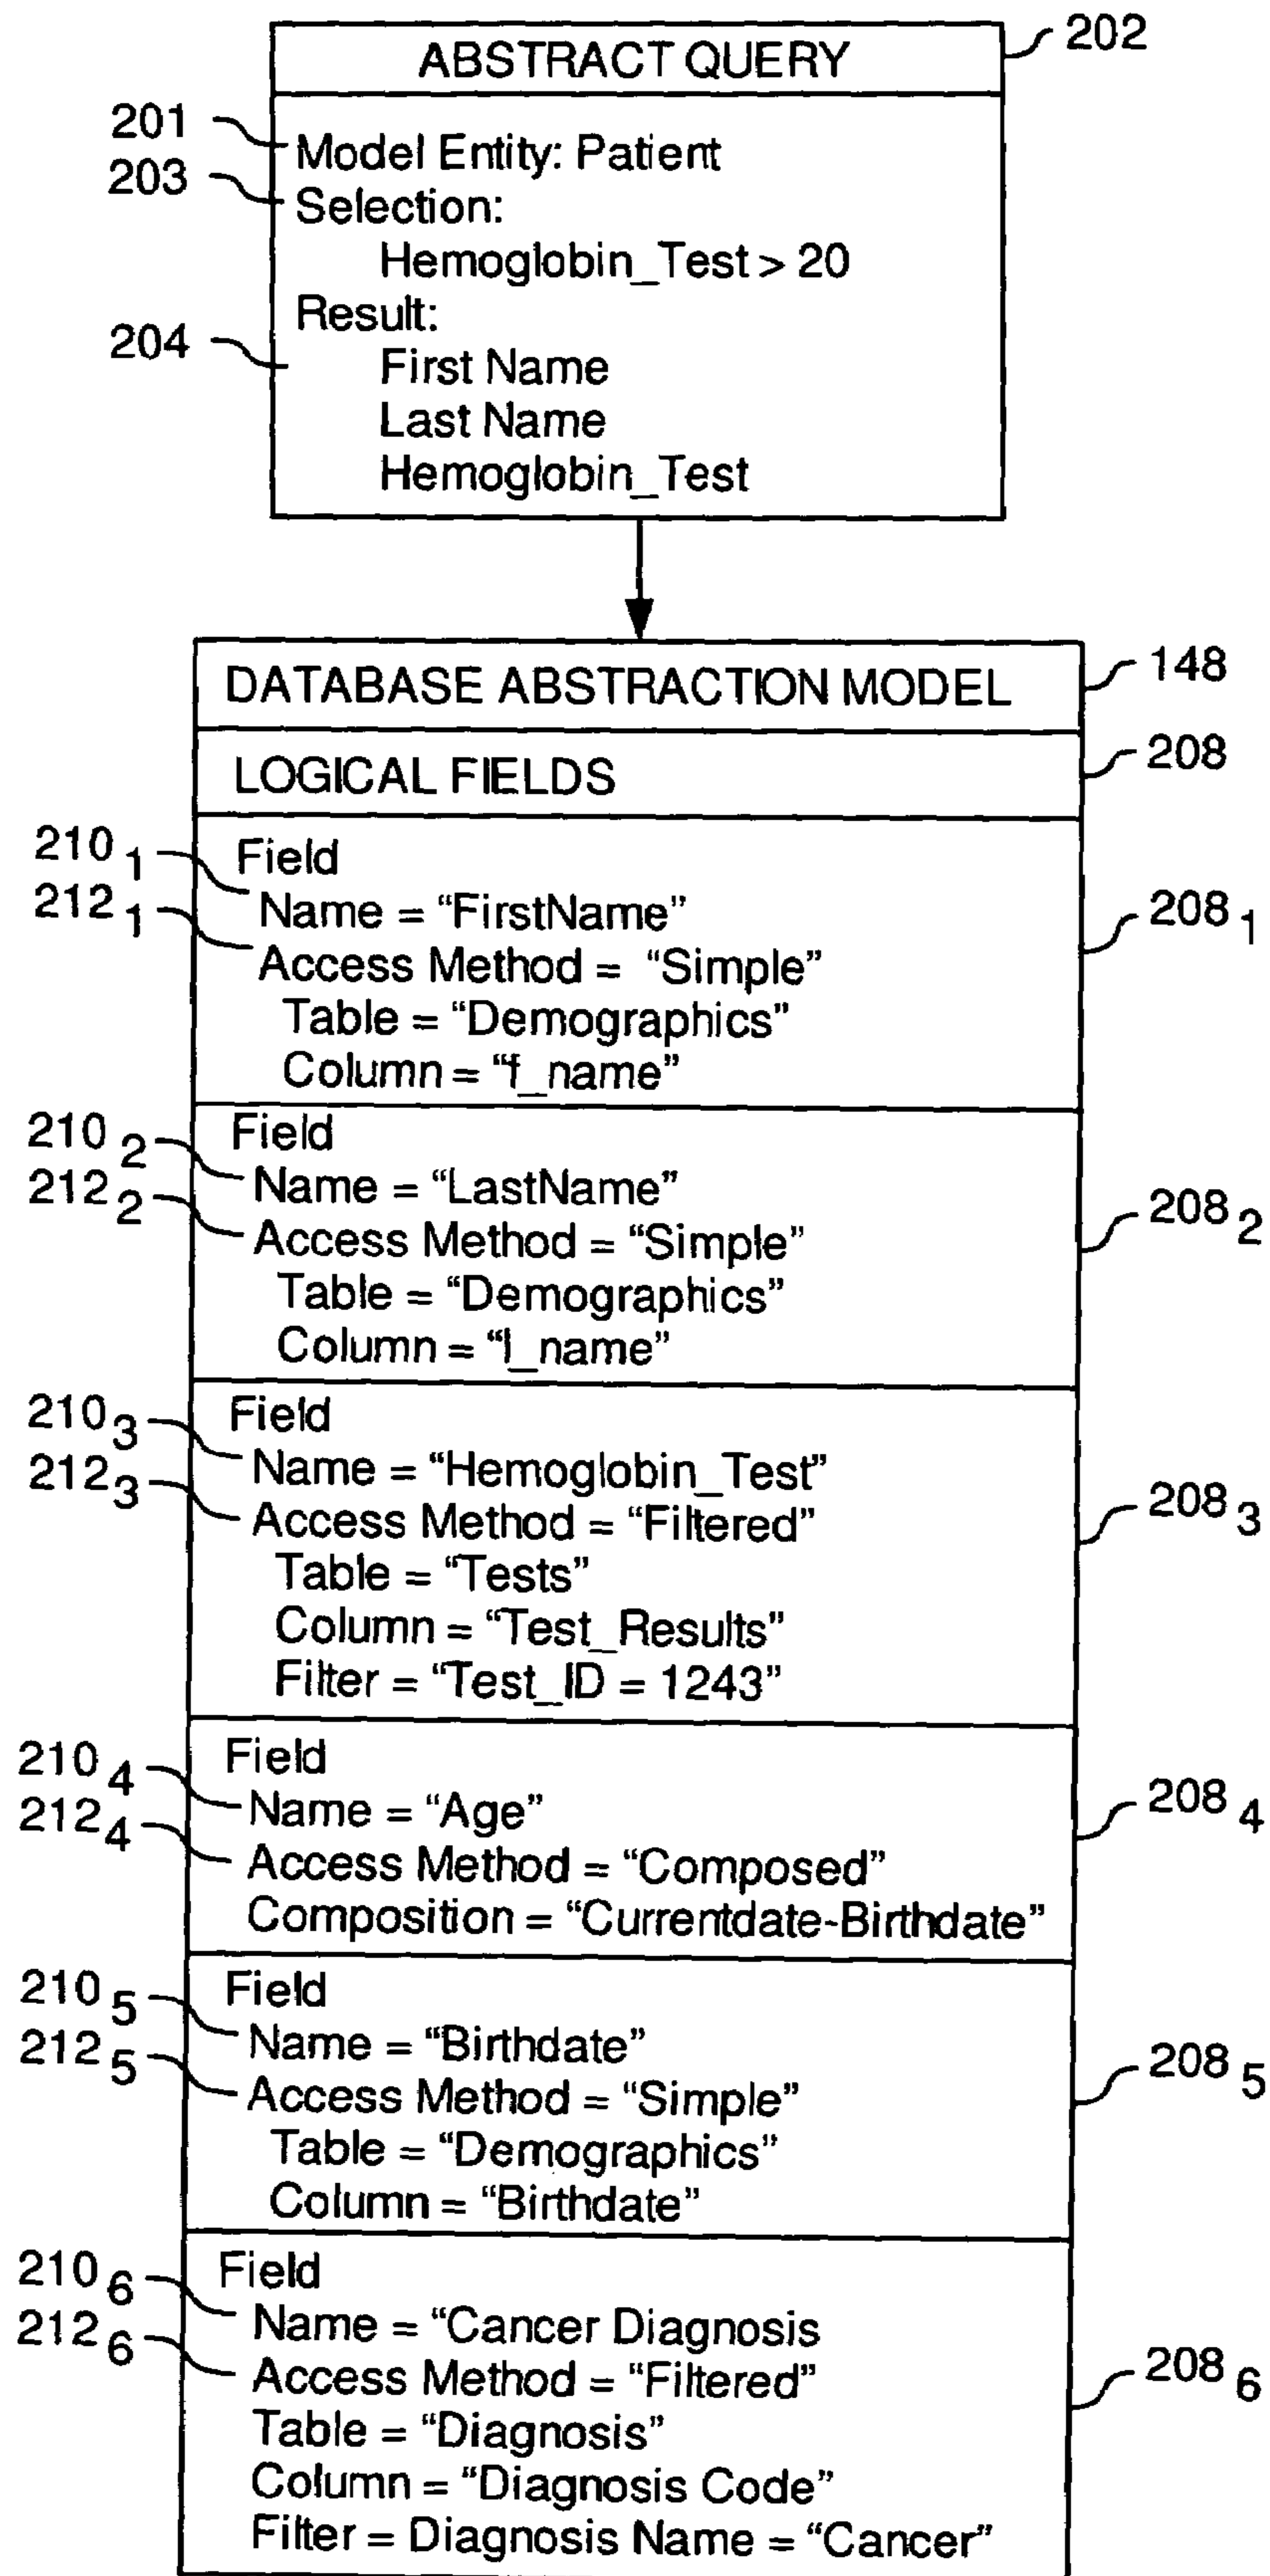 ABSTRACT QUERY
202
201
Model Entity: Patient
203
Selection:
Hemoglobin_Test > 20
Result:
204
First Name
Last Name
Hemoglobin_Test
DATABASE ABSTRACTION MODEL
148
LOGICAL FIELDS
208
210 1
Field
Name = “FirstName”
212 1
Access Method = “Simple”
208 1
Table = “Demographics”
Column = “f_name”
210 2
Field
Name = “LastName”
212 2
Access Method = “Simple”
208 2
Table = “Demographics”
Column = “l_name”
210 3
Field
Name = “Hemoglobin_Test”
212 3
Access Method = “Filtered”
208 3
Table = “Tests”
Column = “Test_Results”
Filter = “Test_ID = 1243”
210 4
Field
Name = “Age”
212 4
Access Method = “Composed”
208 4
Composition = “Currentdate-Birthdate”
210 5
Field
Name = “Birthdate”
212 5
Access Method = “Simple”
208 5
Table = “Demographics”
Column = “Birthdate”
210 6
Field
Name = “Cancer Diagnosis
212 6
Access Method = “Filtered”
208 6
Table = “Diagnosis”
Column = “Diagnosis Code”
Filter = Diagnosis Name = “Cancer”